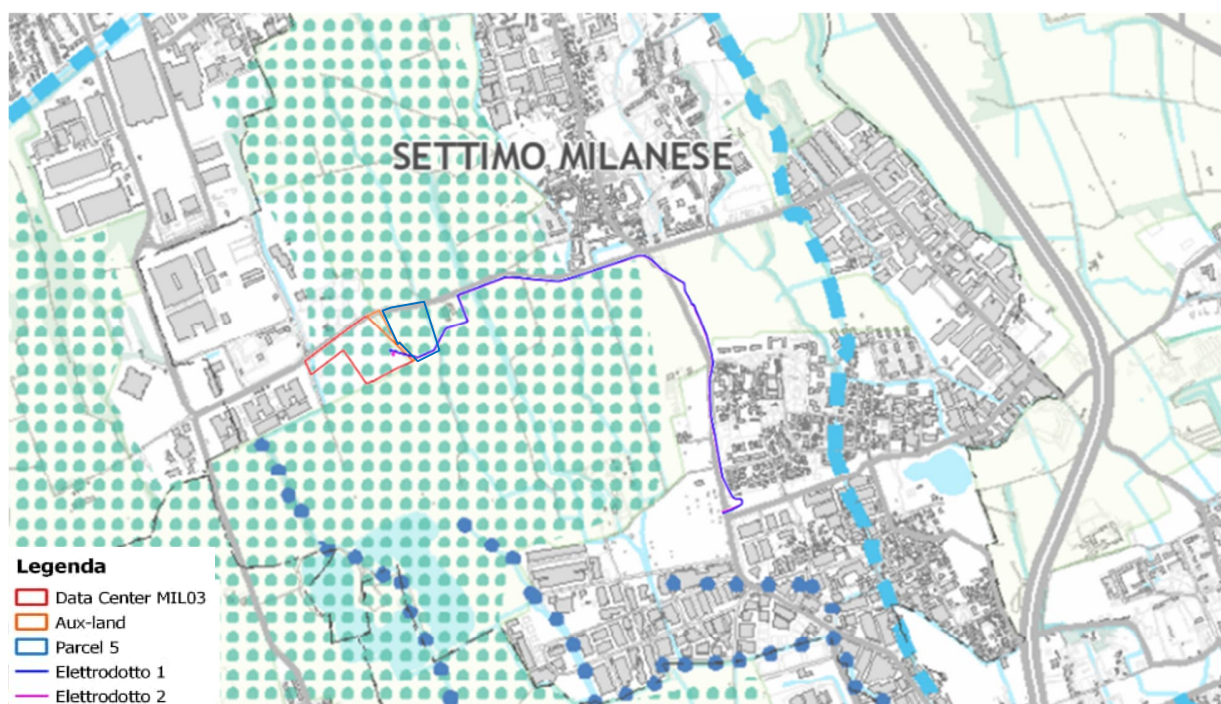 SETTIMO MILANESE
Legenda
Data Center MIL03
Aux-land
Parcel 5
Elettrodotto 1
Elettrodotto 2